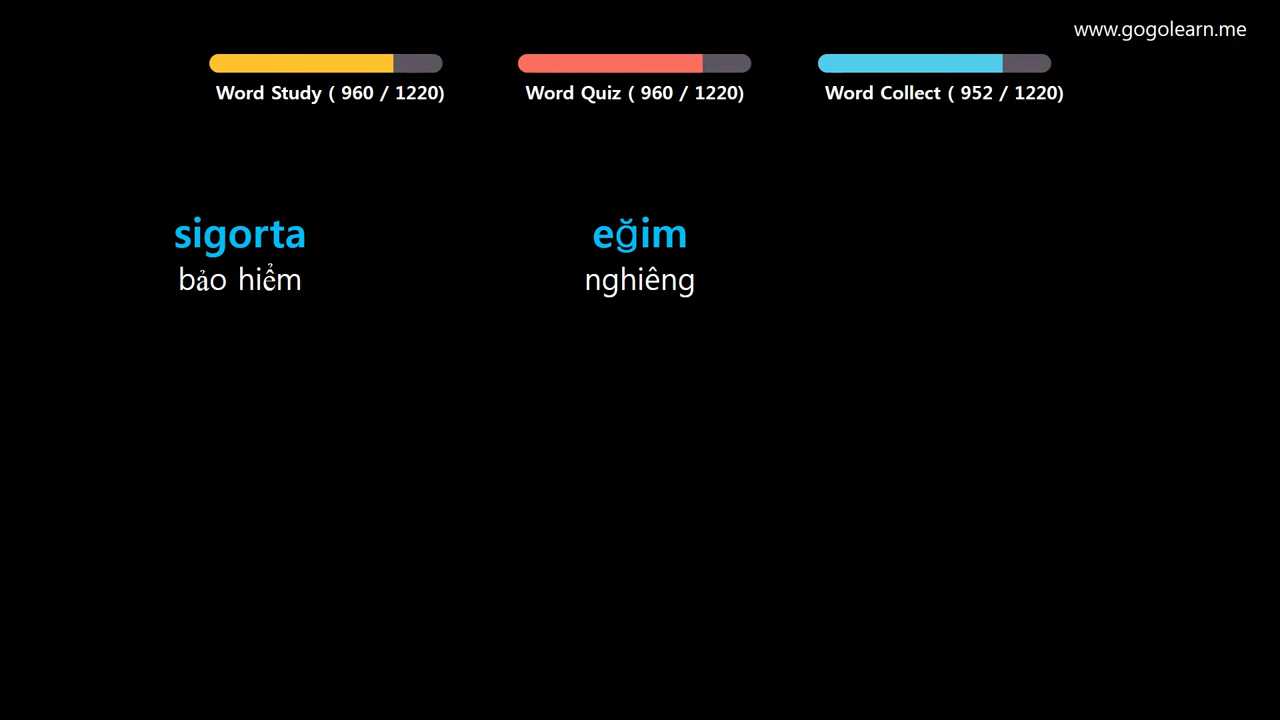 www.gogolearn.me
Word Study ( 960 / 1220)
Word Quiz ( 960 / 1220)
Word Collect ( 952 / 1220)
sigorta
bảo hiểm
eğim
nghiêng